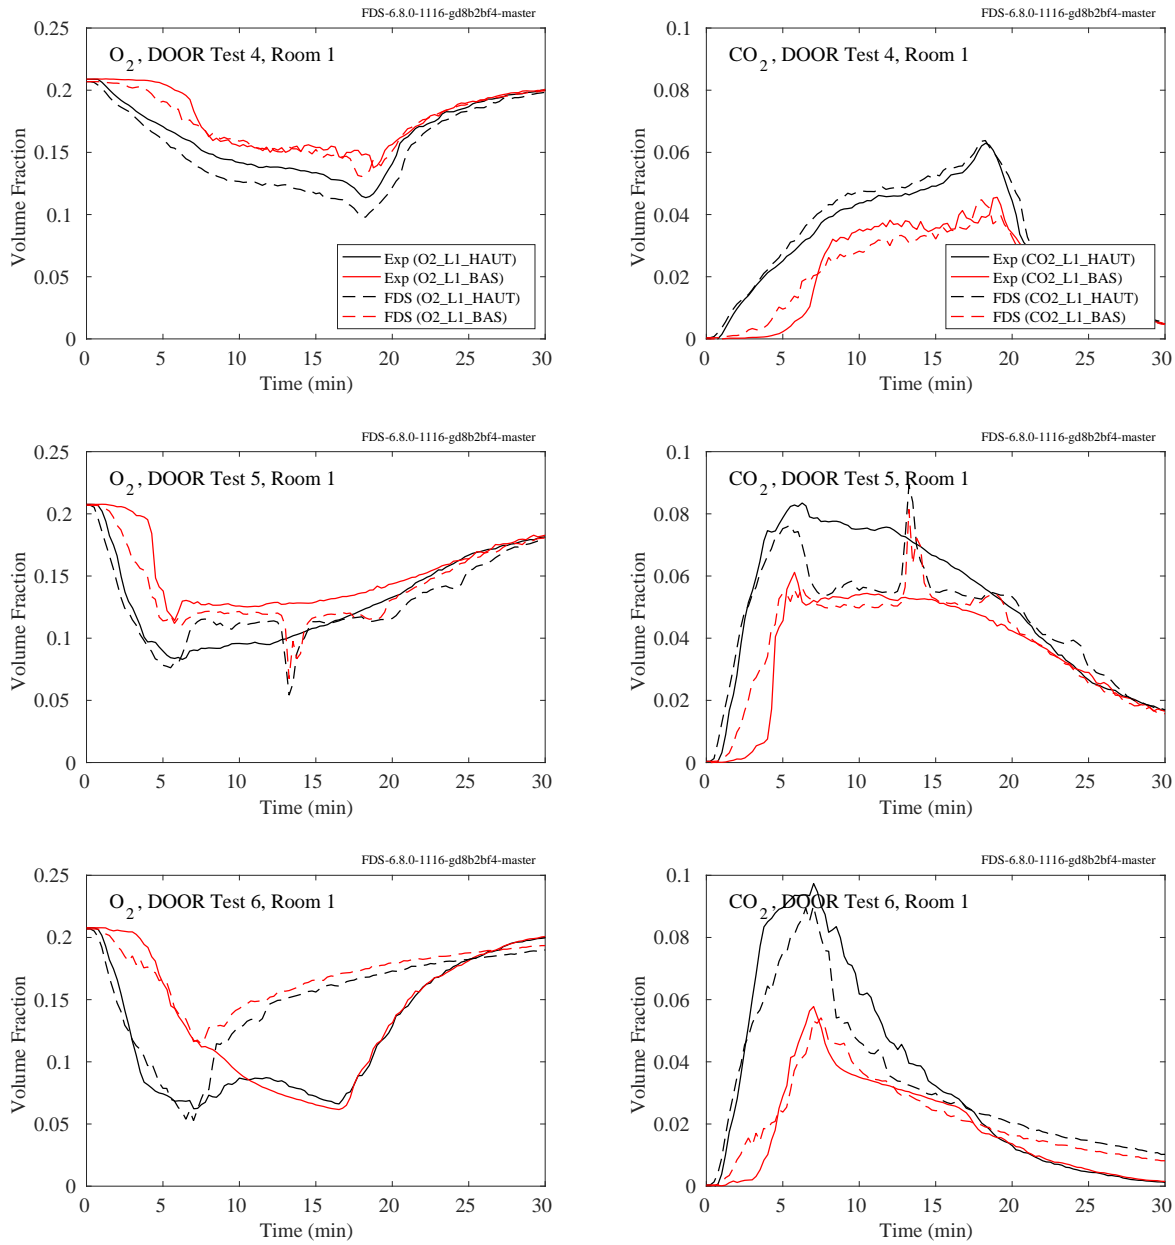 FDS-6.8.0-1116-gd8b2bf4-master
O2, DOOR Test 4, Room 1
0.25
0.2
0.15
0.1
0.05
0
Volume Fraction
Exp (O2_L1_HAUT)
Exp (O2_L1_BAS)
FDS (O2_L1_HAUT)
FDS (O2_L1_BAS)
0 5 10 15 20 25 30
Time (min)
FDS-6.8.0-1116-gd8b2bf4-master
CO2, DOOR Test 4, Room 1
0.1
0.08
0.06
0.04
0.02
0
Volume Fraction
Exp (CO2_L1_HAUT)
Exp (CO2_L1_BAS)
FDS (CO2_L1_HAUT)
FDS (CO2_L1_BAS)
0 5 10 15 20 25 30
Time (min)
FDS-6.8.0-1116-gd8b2bf4-master
O2, DOOR Test 5, Room 1
0.25
0.2
0.15
0.1
0.05
0
Volume Fraction
0 5 10 15 20 25 30
Time (min)
FDS-6.8.0-1116-gd8b2bf4-master
CO2, DOOR Test 5, Room 1
0.1
0.08
0.06
0.04
0.02
0
Volume Fraction
0 5 10 15 20 25 30
Time (min)
FDS-6.8.0-1116-gd8b2bf4-master
O2, DOOR Test 6, Room 1
0.25
0.2
0.15
0.1
0.05
0
Volume Fraction
0 5 10 15 20 25 30
Time (min)
FDS-6.8.0-1116-gd8b2bf4-master
CO2, DOOR Test 6, Room 1
0.1
0.08
0.06
0.04
0.02
0
Volume Fraction
0 5 10 15 20 25 30
Time (min)